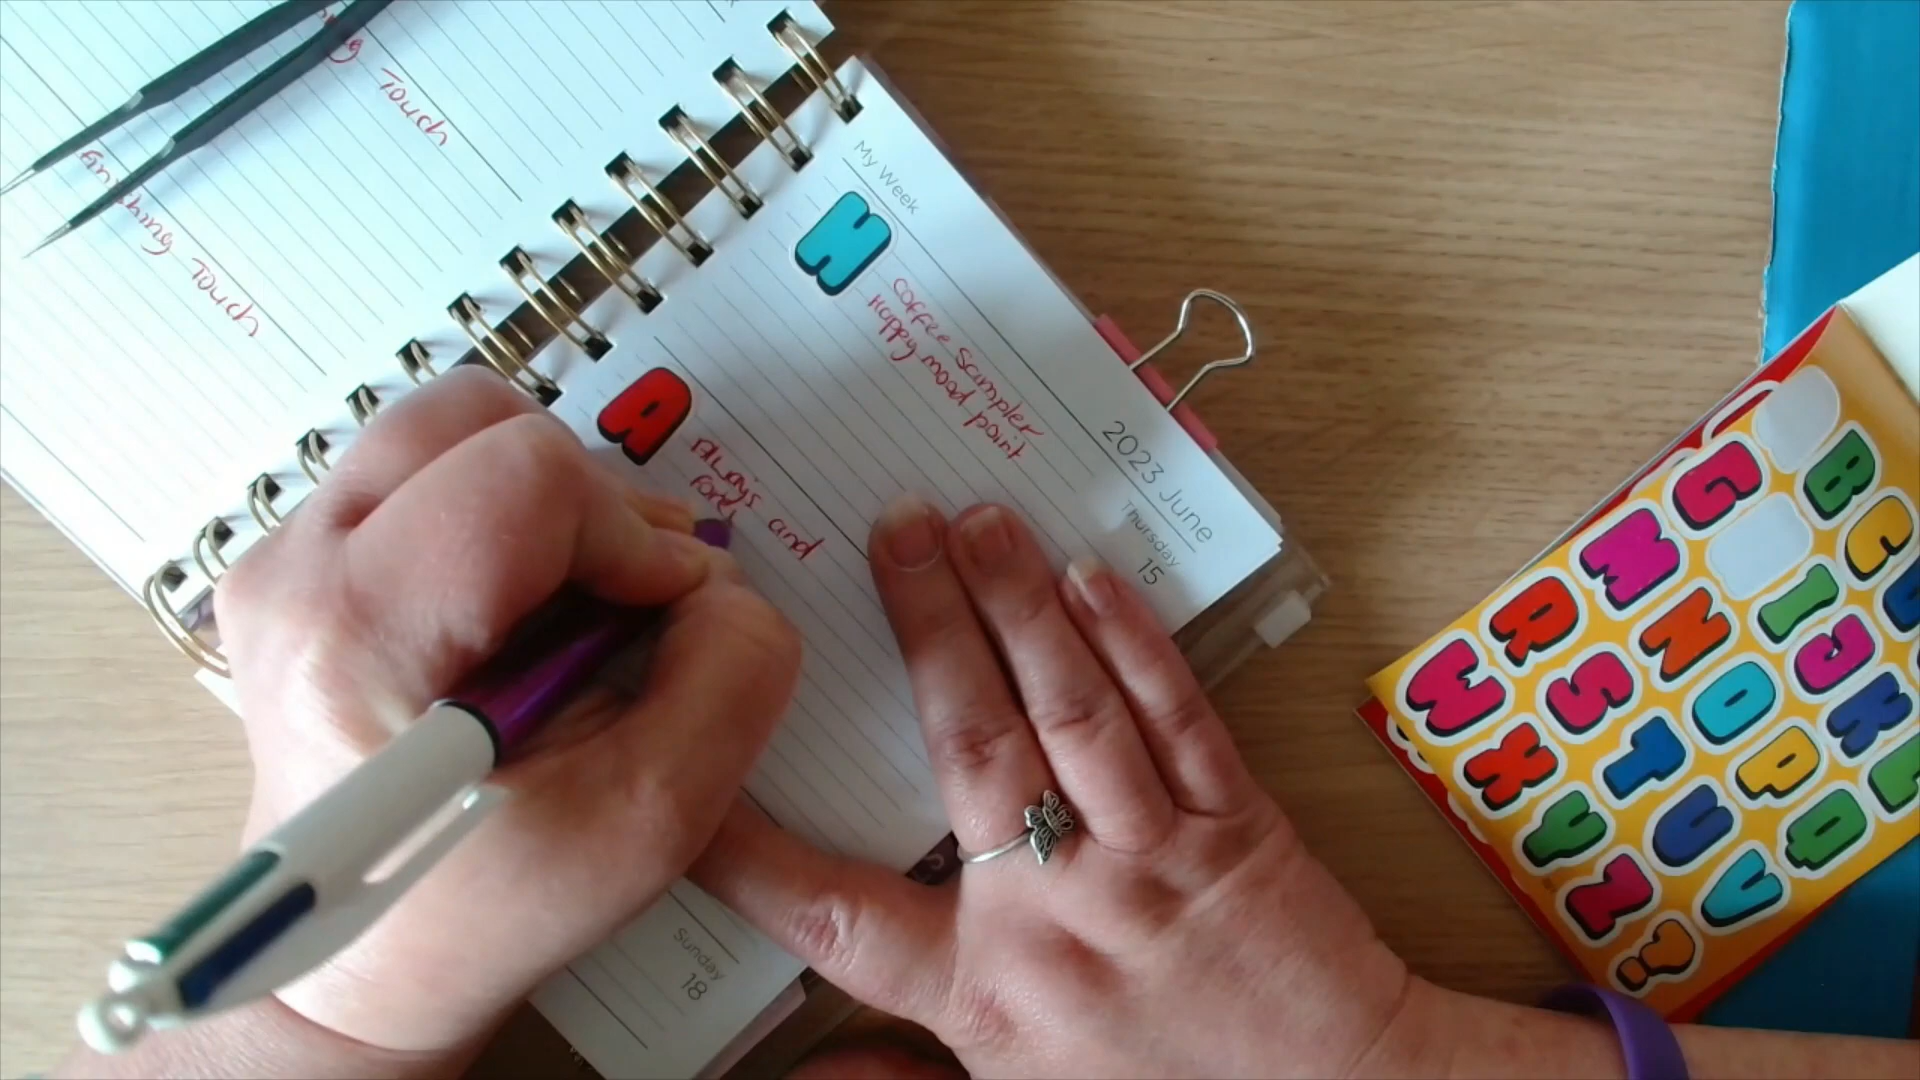 Touch
Finishing Touch
My Week
2023 June
Thursday
15
H
Coffee Sampler
Happy mood paint
A
Always and
Sunday
18
B
G
C
M
I
R
N
J
W
S
O
K
X
T
P
L
Y
U
Q
Z
V
?